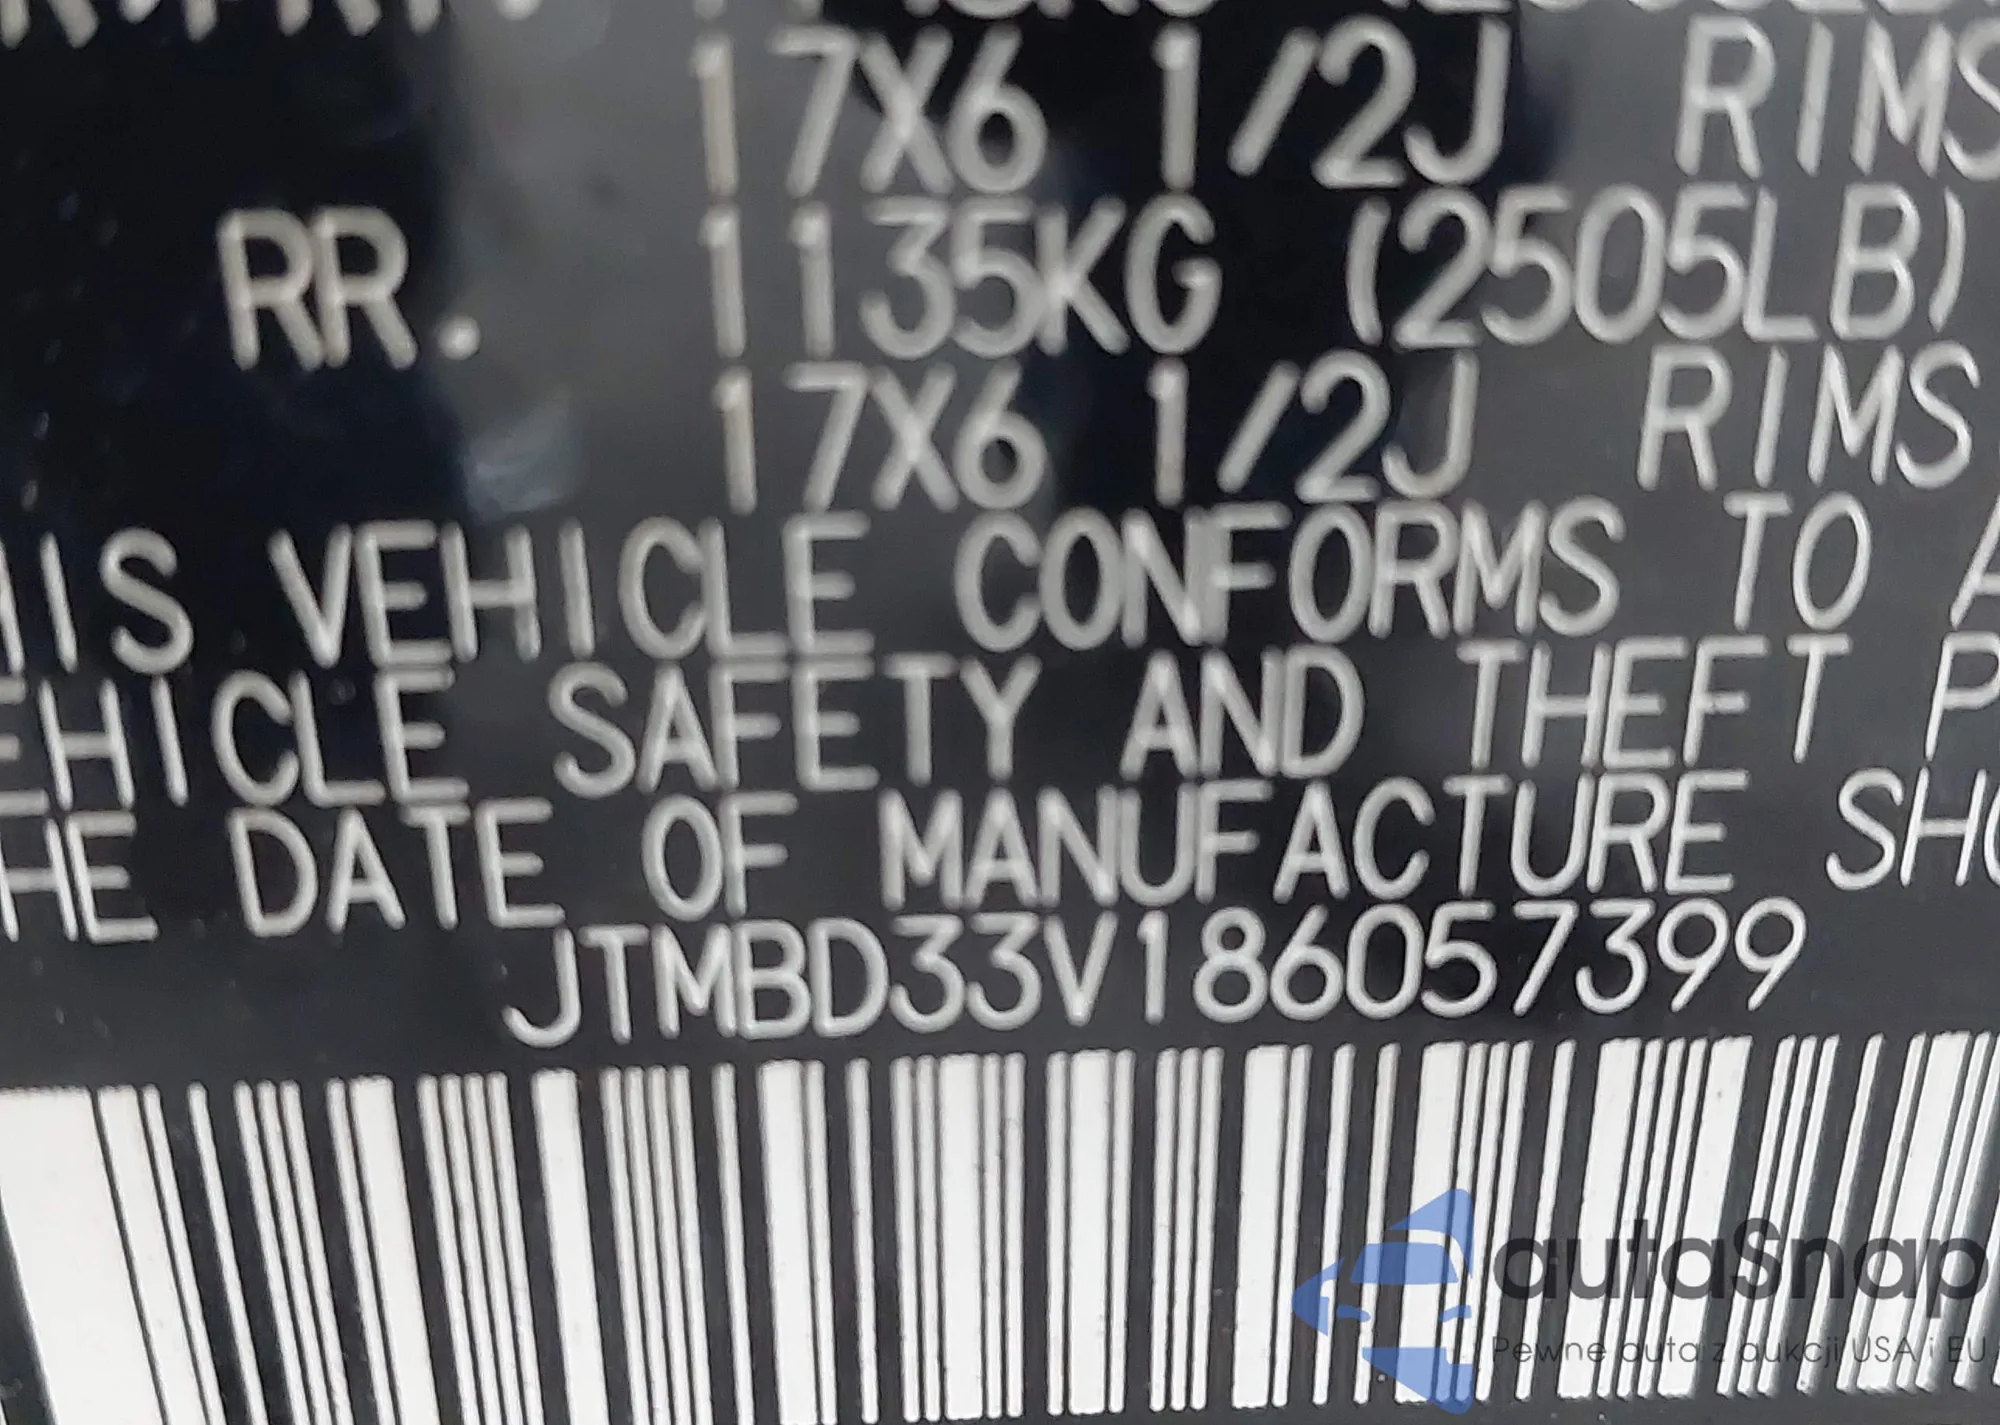 17X6 1/2J RIMS
RR. 1135KG (2505LB)
17X6 1/2J RIMS
IS VEHICLE CONFORMS TO A
EHICLE SAFETY AND THEFT P
HE DATE OF MANUFACTURE SHO
JTMBD33V186057399
autaSnap
Pewne auta z aukcji USA i EU